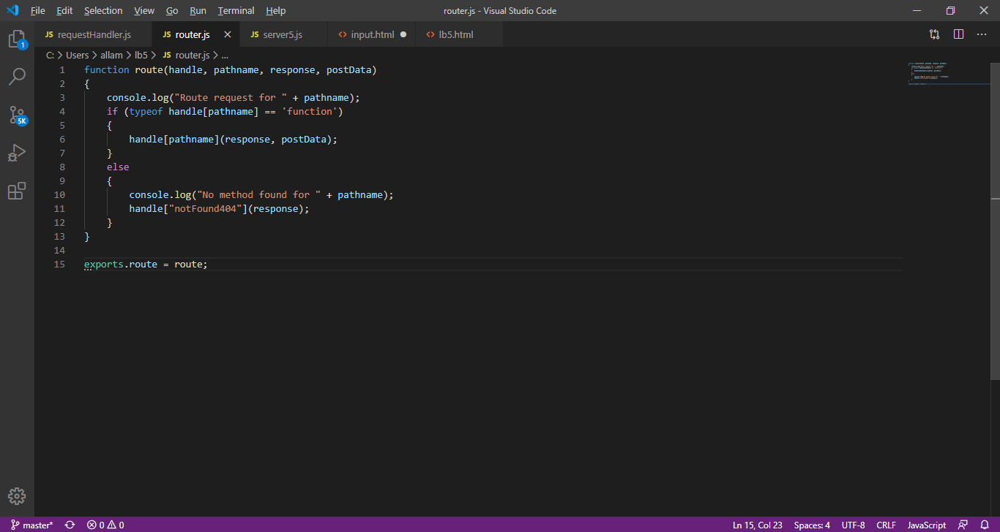 File Edit Selection View Go Run Terminal Help router.js - Visual Studio Code
JS requestHandler.js JS router.js JS server5.js <> input.html <> lb5.html
C: > Users > allam > lb5 > JS router.js > ...
1 function route(handle, pathname, response, postData)
2 {
3 console.log("Route request for " + pathname);
4 if (typeof handle[pathname] == 'function')
5 {
6 handle[pathname](response, postData);
7 }
8 else
9 {
10 console.log("No method found for " + pathname);
11 handle["notFound404"](response);
12 }
13 }
14
15 exports.route = route;
1
5K
master* 0 0 Ln 15, Col 23 Spaces: 4 UTF-8 CRLF JavaScript